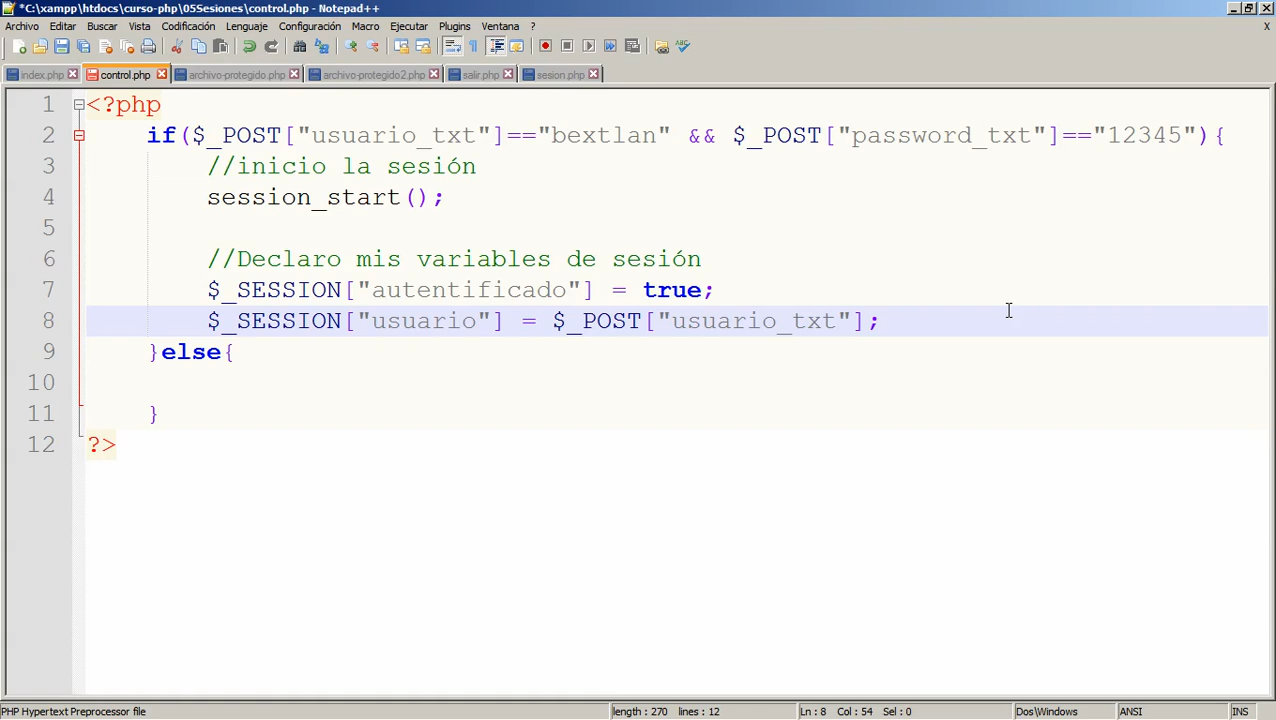 *C:\xampp\htdocs\curso-php\05Sesiones\control.php - Notepad++
Archivo Editar Buscar Vista Codificación Lenguaje Configuración Macro Ejecutar Plugins Ventana ? X
index.php control.php archivo-protegido.php archivo-protegido2.php salir.php sesion.php
1 <?php
2 if($_POST["usuario_txt"]=="bextlan" && $_POST["password_txt"]=="12345"){
3 //inicio la sesión
4 session_start();
5
6 //Declaro mis variables de sesión
7 $_SESSION["autentificado"] = true;
8 $_SESSION["usuario"] = $_POST["usuario_txt"];
9 }else{
10
11 }
12 ?>
PHP Hypertext Preprocessor file length : 270 lines : 12 Ln : 8 Col : 54 Sel : 0 Dos\Windows ANSI INS